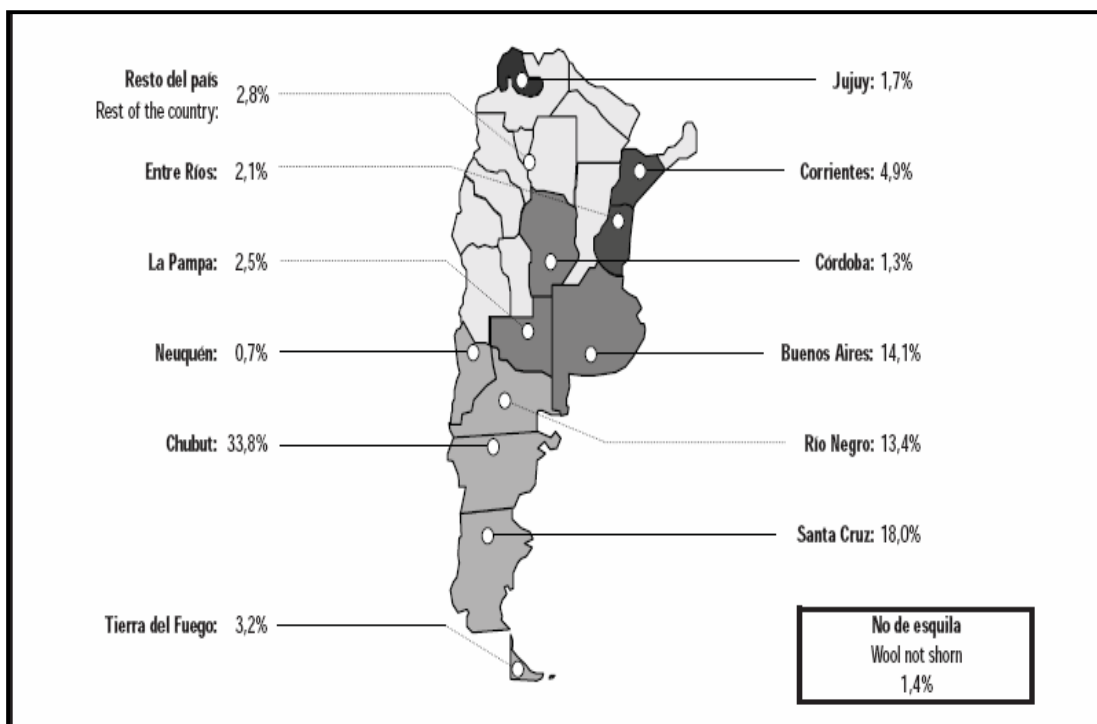 Resto del país
Rest of the country: 2,8%
Jujuy: 1,7%
Entre Ríos: 2,1%
Corrientes: 4,9%
La Pampa: 2,5%
Córdoba: 1,3%
Neuquén: 0,7%
Buenos Aires: 14,1%
Chubut: 33,8%
Río Negro: 13,4%
Santa Cruz: 18,0%
Tierra del Fuego: 3,2%
No de esquila
Wool not shorn
1,4%